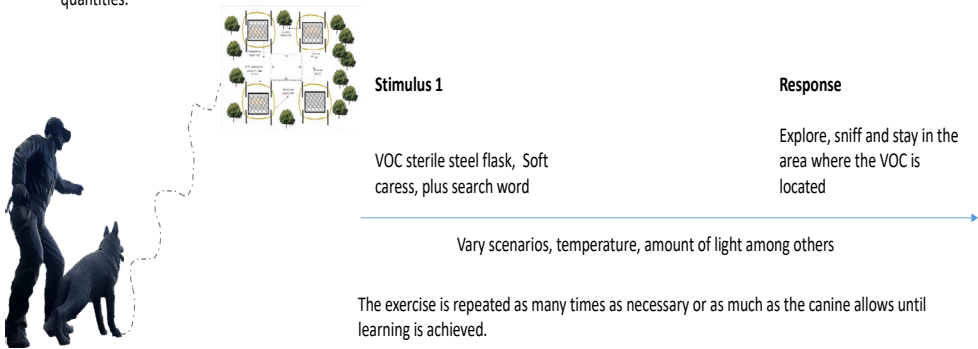 quantities.
Stimulus 1
Response
VOC sterile steel flask, Soft
caress, plus search word
Explore, sniff and stay in the
area where the VOC is
located
Vary scenarios, temperature, amount of light among others
The exercise is repeated as many times as necessary or as much as the canine allows until
learning is achieved.